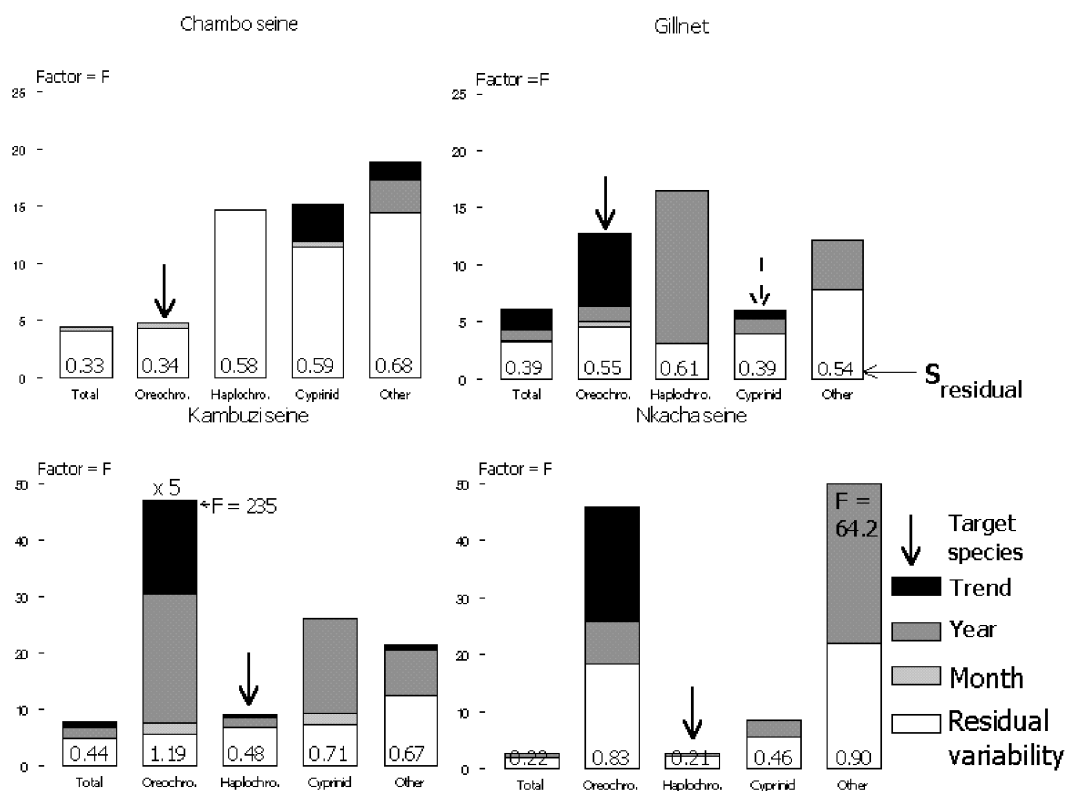 Chambo seine
Factor = F
25
20
15
10
5
0
0.33 0.34 0.58 0.59 0.68
Total Oreochro. Haplochro. Cyprinid Other
Gillnet
Factor =F
25
20
15
10
5
0
0.39 0.55 0.61 0.39 0.54
Sresidual
Total Oreochro. Haplochro. Cyprinid Other
Kambuzi seine
Factor = F
50
40
30
20
10
0
x 5
F = 235
0.44 1.19 0.48 0.71 0.67
Total Oreochro. Haplochro. Cyprinid Other
Nkacha seine
Factor = F
50
40
30
20
10
0
F =
64.2
0.22 0.83 0.21 0.46 0.90
Total Oreochro. Haplochro. Cyprinid Other
Target
species
Trend
Year
Month
Residual
variability